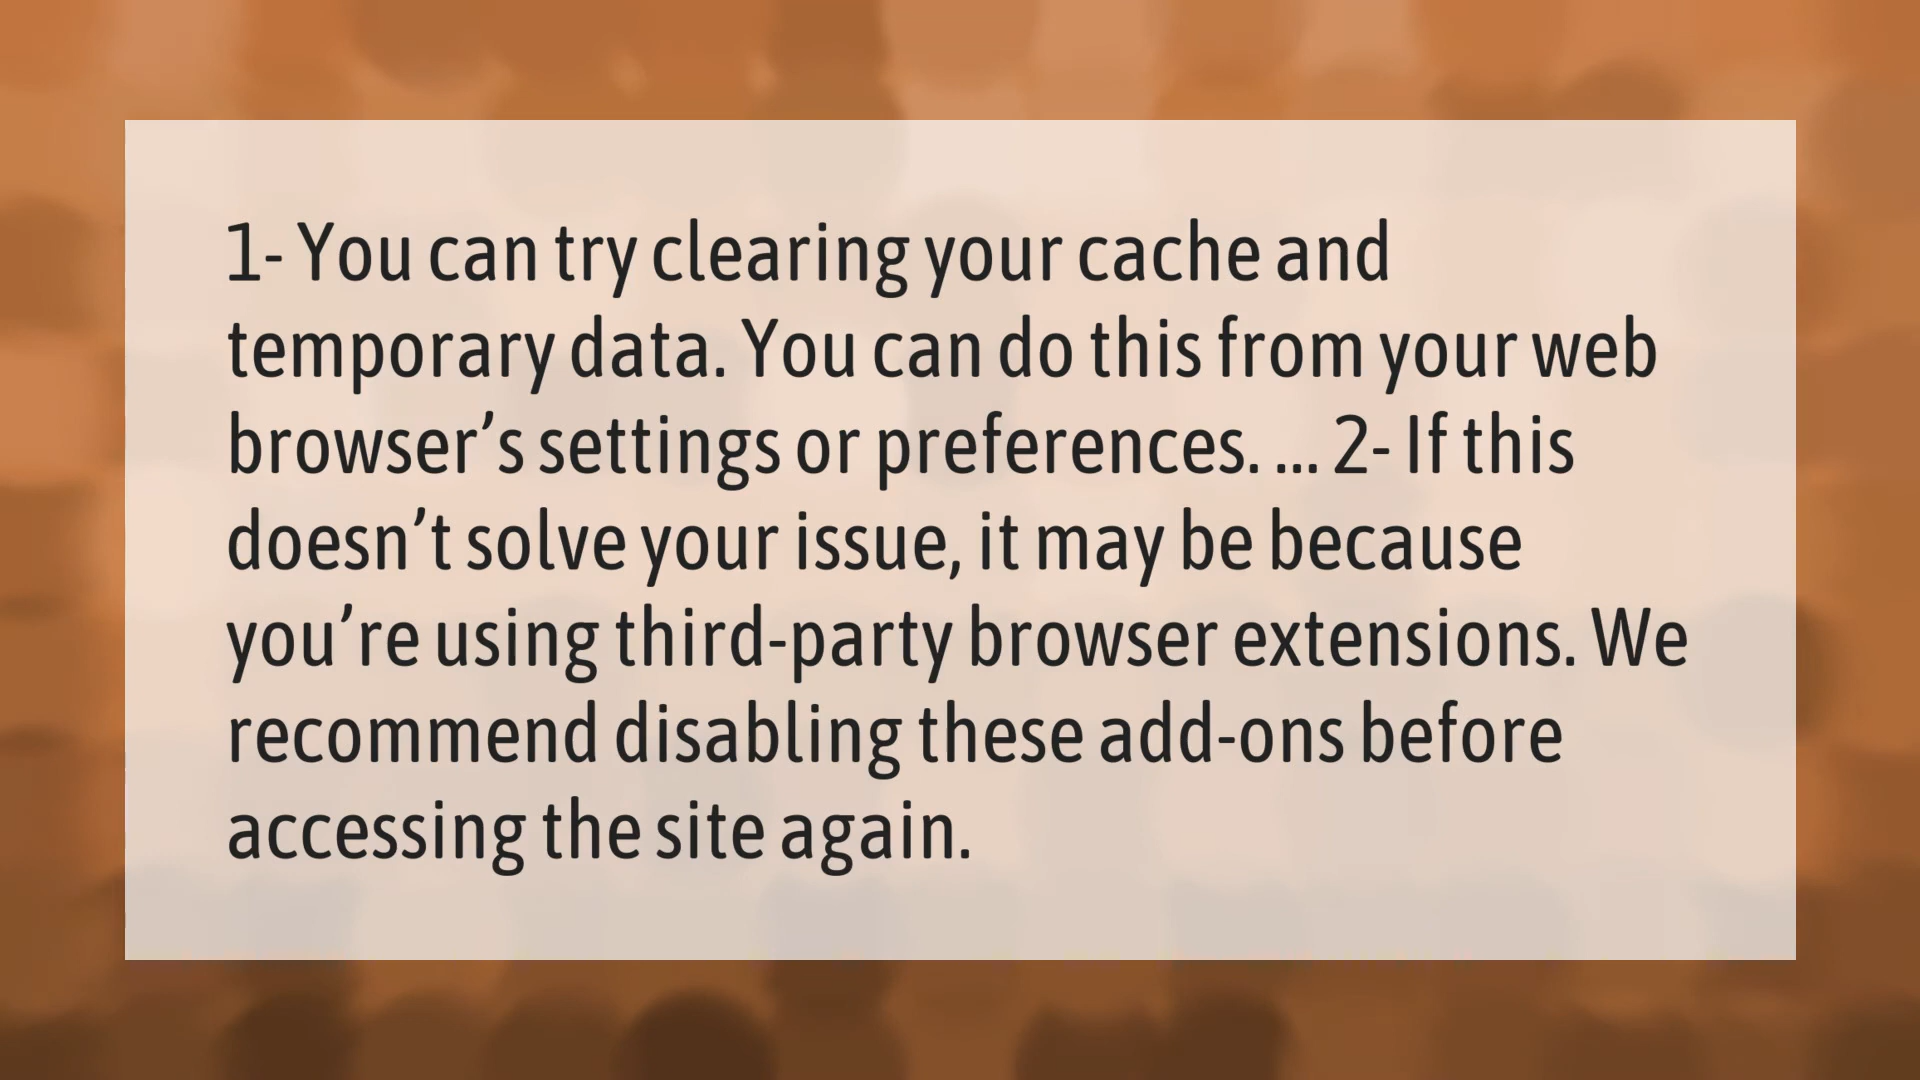 1- You can try clearing your cache and
temporary data. You can do this from your web
browser’s settings or preferences. ... 2- If this
doesn’t solve your issue, it may be because
you’re using third-party browser extensions. We
recommend disabling these add-ons before
accessing the site again.